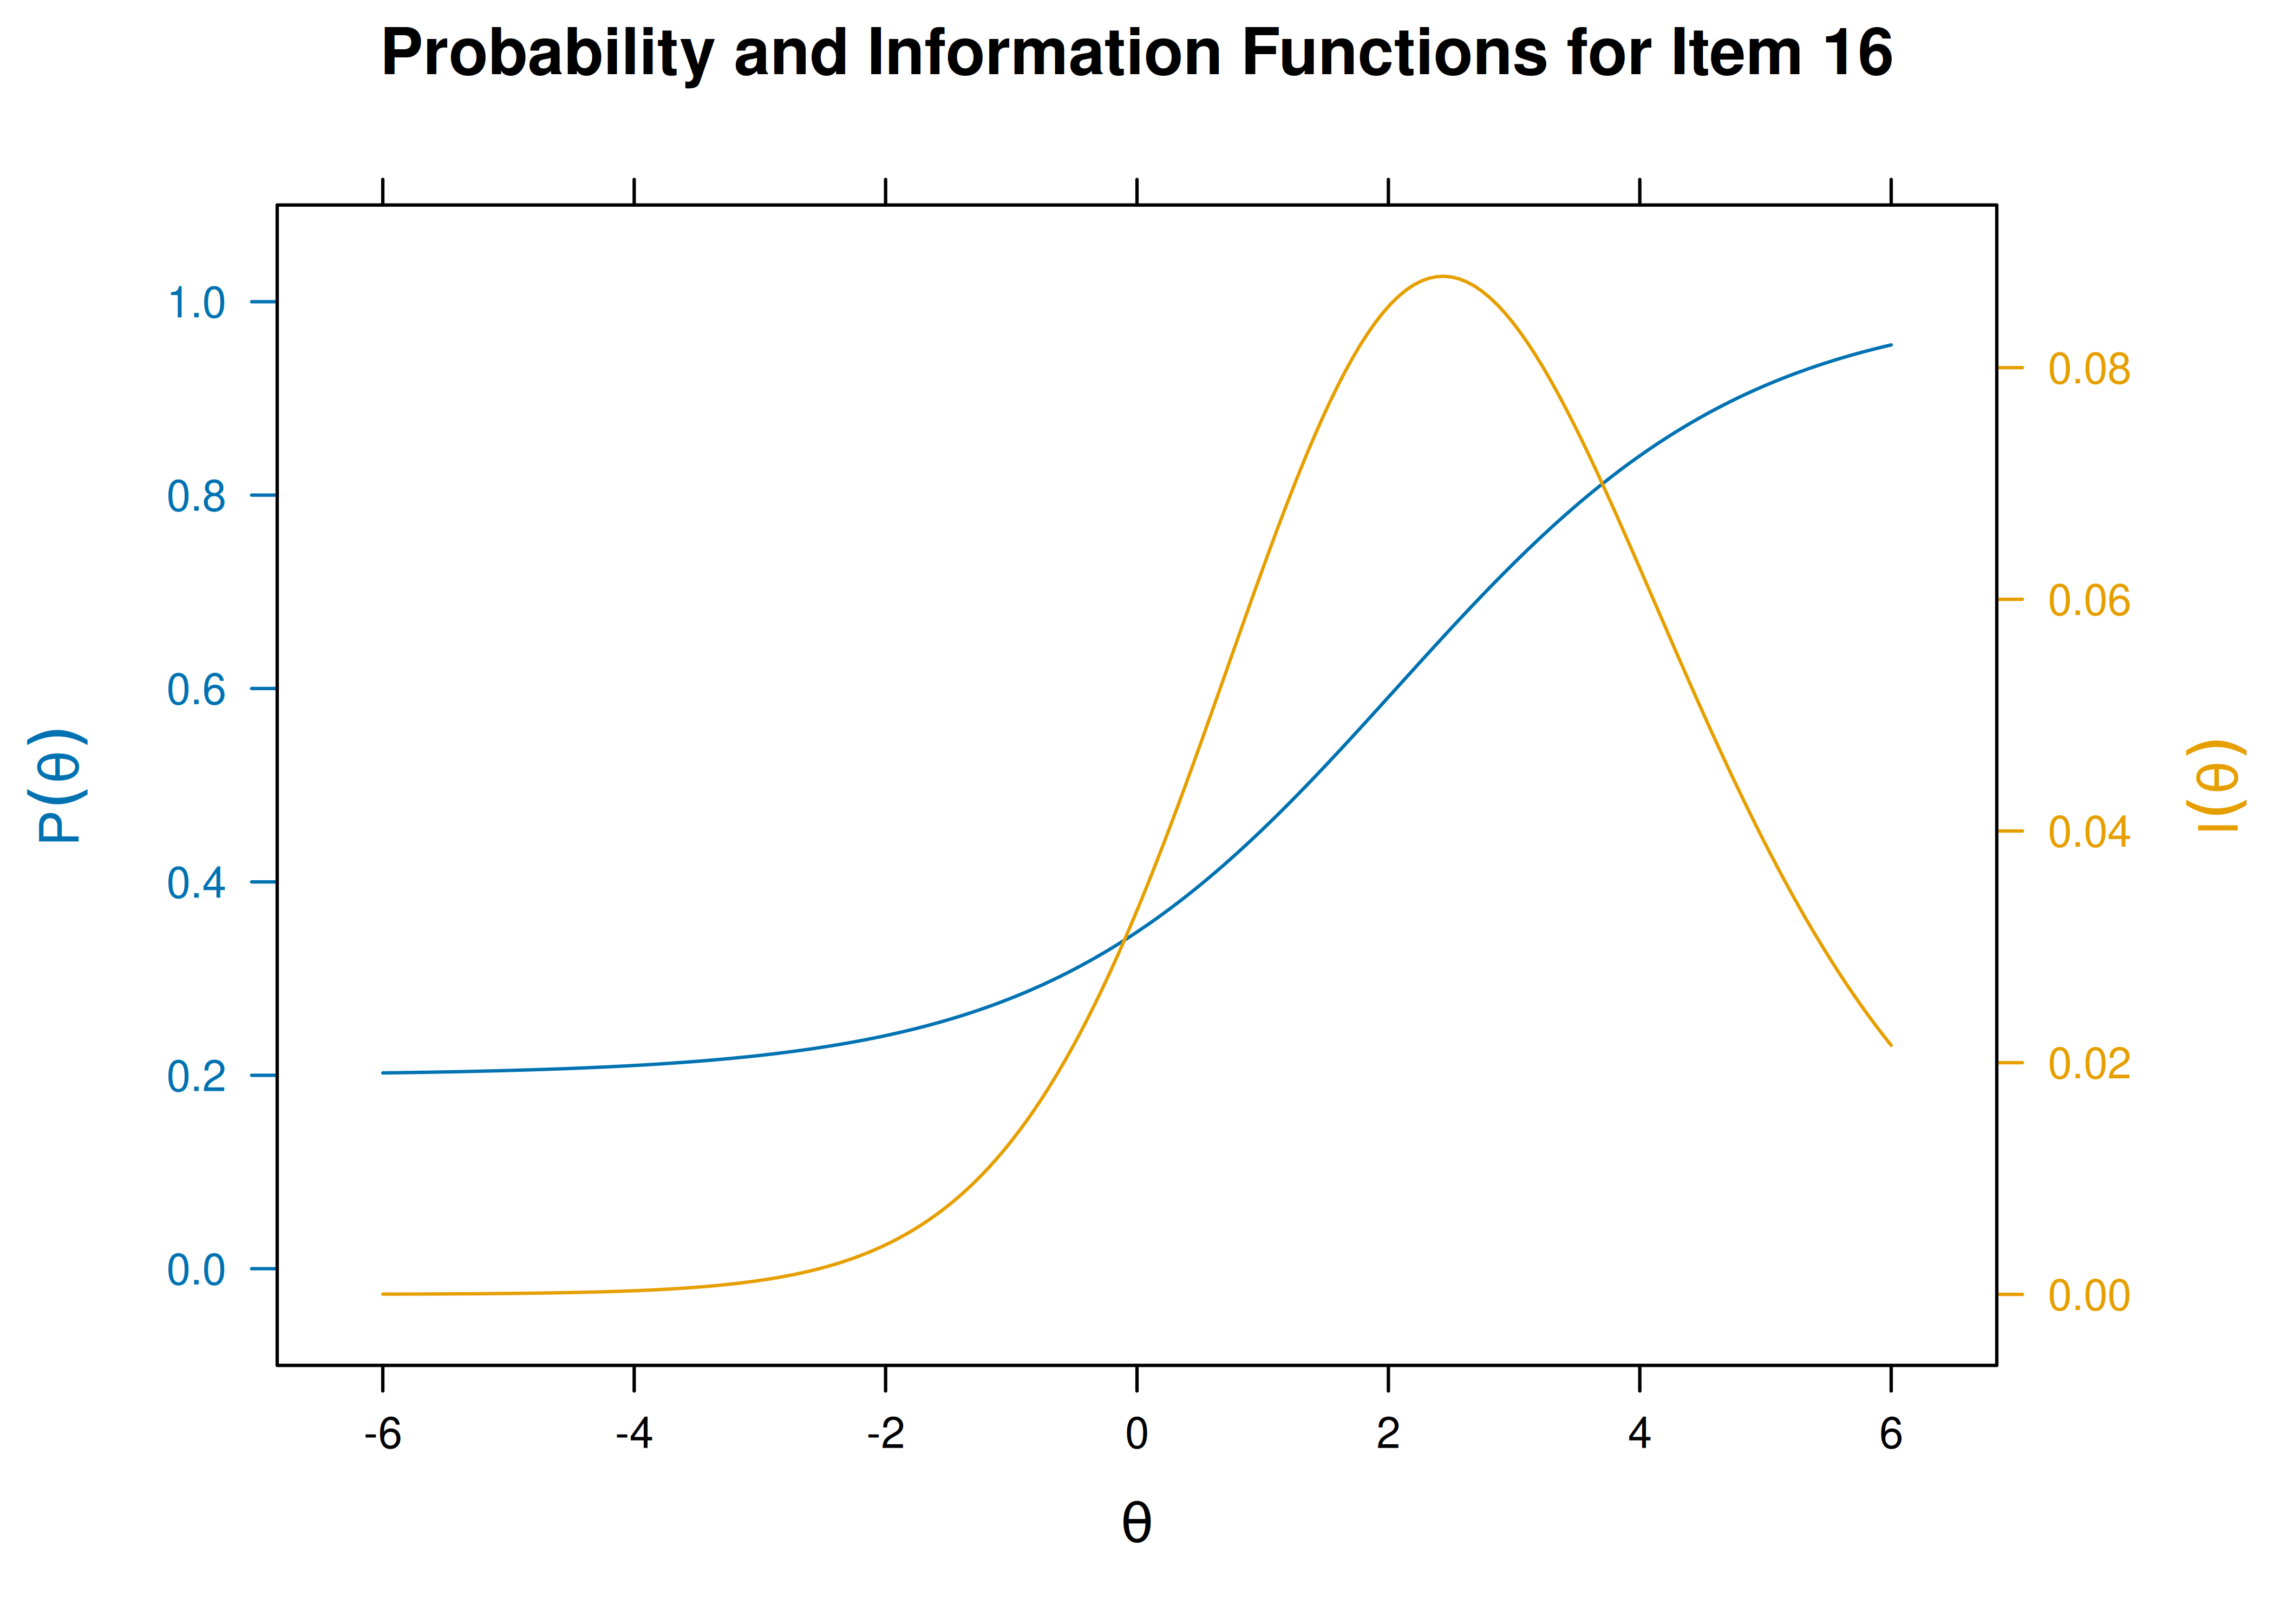 Probability and Information Functions for Item 16
1.0
0.8
0.6
0.4
0.2
0.0
P(θ)
0.08
0.06
0.04
0.02
0.00
I(θ)
-6 -4 -2 0 2 4 6
θ